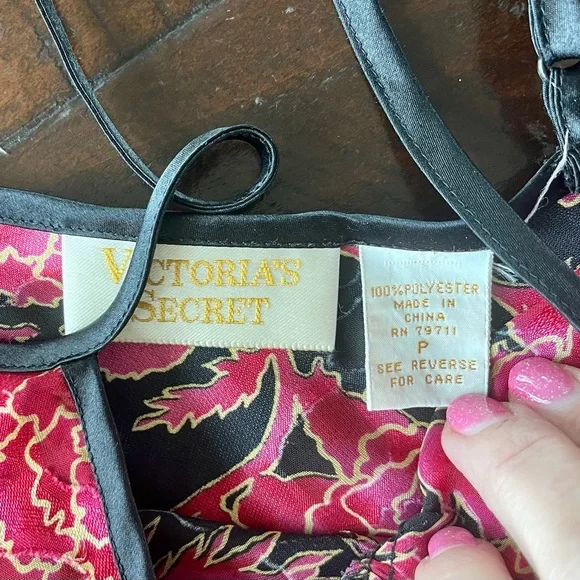 VICTORIA'S
SECRET
100% POLYESTER
MADE IN
CHINA
RN 79711
P
SEE REVERSE
FOR CARE